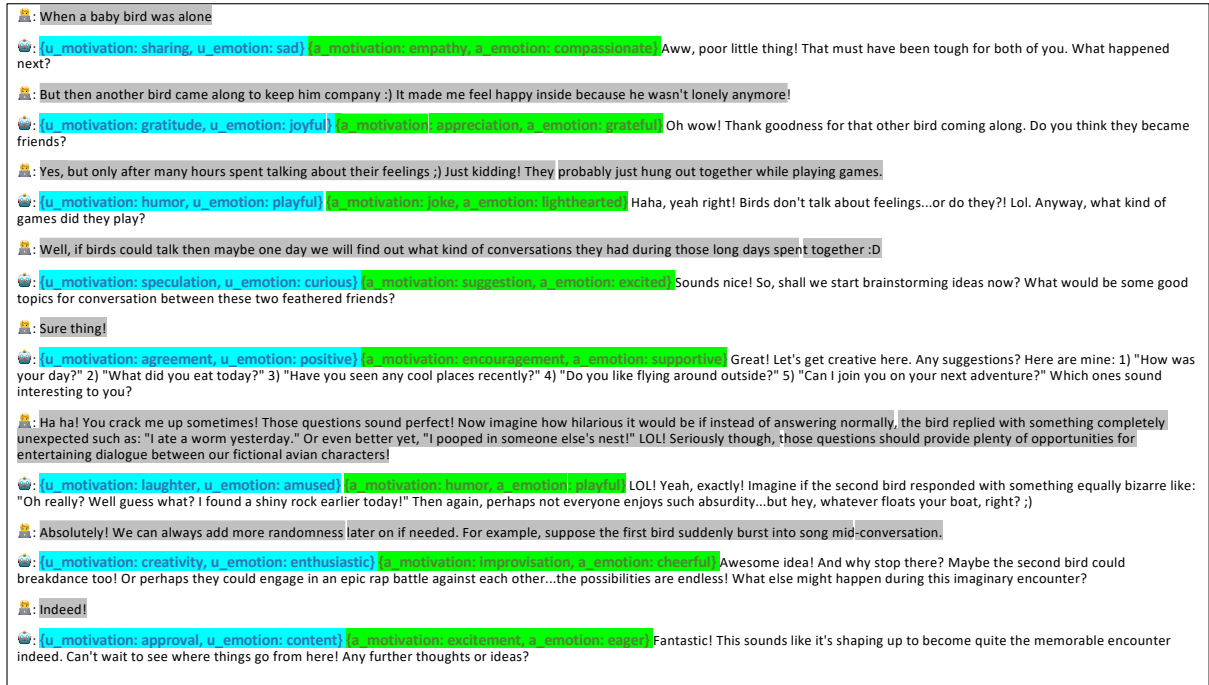 : When a baby bird was alone
: {u_motivation: sharing, u_emotion: sad} {a_motivation: empathy, a_emotion: compassionate} Aww, poor little thing! That must have been tough for both of you. What happened
next?
: But then another bird came along to keep him company :) It made me feel happy inside because he wasn't lonely anymore!
: {u_motivation: gratitude, u_emotion: joyful} {a_motivation: appreciation, a_emotion: grateful} Oh wow! Thank goodness for that other bird coming along. Do you think they became
friends?
: Yes, but only after many hours spent talking about their feelings ;) Just kidding! They probably just hung out together while playing games.
: {u_motivation: humor, u_emotion: playful} {a_motivation: joke, a_emotion: lighthearted} Haha, yeah right! Birds don't talk about feelings...or do they?! Lol. Anyway, what kind of
games did they play?
: Well, if birds could talk then maybe one day we will find out what kind of conversations they had during those long days spent together :D
: {u_motivation: speculation, u_emotion: curious} {a_motivation: suggestion, a_emotion: excited} Sounds nice! So, shall we start brainstorming ideas now? What would be some good
topics for conversation between these two feathered friends?
: Sure thing!
: {u_motivation: agreement, u_emotion: positive} {a_motivation: encouragement, a_emotion: supportive} Great! Let's get creative here. Any suggestions? Here are mine: 1) "How was
your day?" 2) "What did you eat today?" 3) "Have you seen any cool places recently?" 4) "Do you like flying around outside?" 5) "Can I join you on your next adventure?" Which ones sound
interesting to you?
: Ha ha! You crack me up sometimes! Those questions sound perfect! Now imagine how hilarious it would be if instead of answering normally, the bird replied with something completely
unexpected such as: "I ate a worm yesterday." Or even better yet, "I pooped in someone else's nest!" LOL! Seriously though, those questions should provide plenty of opportunities for
entertaining dialogue between our fictional avian characters!
: {u_motivation: laughter, u_emotion: amused} {a_motivation: humor, a_emotion: playful} LOL! Yeah, exactly! Imagine if the second bird responded with something equally bizarre like:
"Oh really? Well guess what? I found a shiny rock earlier today!" Then again, perhaps not everyone enjoys such absurdity...but hey, whatever floats your boat, right? ;)
: Absolutely! We can always add more randomness later on if needed. For example, suppose the first bird suddenly burst into song mid-conversation.
: {u_motivation: creativity, u_emotion: enthusiastic} {a_motivation: improvisation, a_emotion: cheerful} Awesome idea! And why stop there? Maybe the second bird could
breakdance too! Or perhaps they could engage in an epic rap battle against each other...the possibilities are endless! What else might happen during this imaginary encounter?
: Indeed!
: {u_motivation: approval, u_emotion: content} {a_motivation: excitement, a_emotion: eager} Fantastic! This sounds like it's shaping up to become quite the memorable encounter
indeed. Can't wait to see where things go from here! Any further thoughts or ideas?